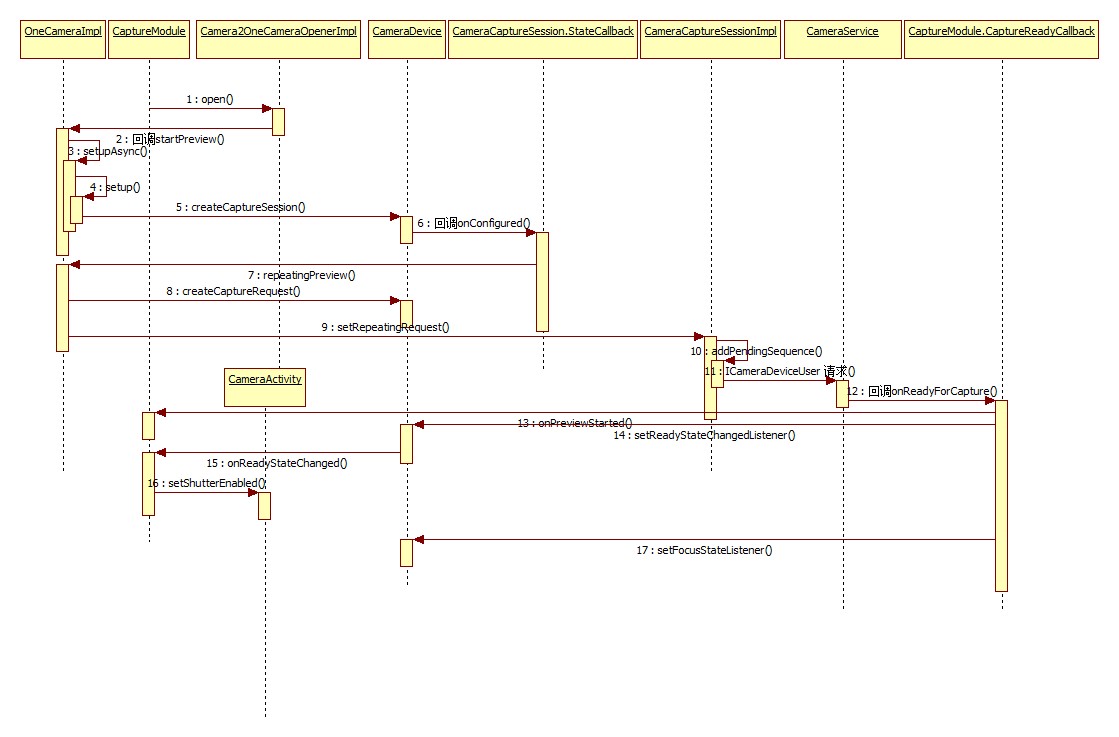 OneCameraImpl
CaptureModule
Camera2OneCameraOpenerImpl
CameraDevice
CameraCaptureSession.StateCallback
CameraCaptureSessionImpl
CameraService
CaptureModule.CaptureReadyCallback
1 : open()
2 : 回调startPreview()
3 : setupAsync()
4 : setup()
5 : createCaptureSession()
6 : 回调onConfigured()
7 : repeatingPreview()
8 : createCaptureRequest()
9 : setRepeatingRequest()
10 : addPendingSequence()
11 : ICameraDeviceUser 请求()
CameraActivity
12 : 回调onReadyForCapture()
13 : onPreviewStarted()
14 : setReadyStateChangedListener()
15 : onReadyStateChanged()
16 : setShutterEnabled()
17 : setFocusStateListener()